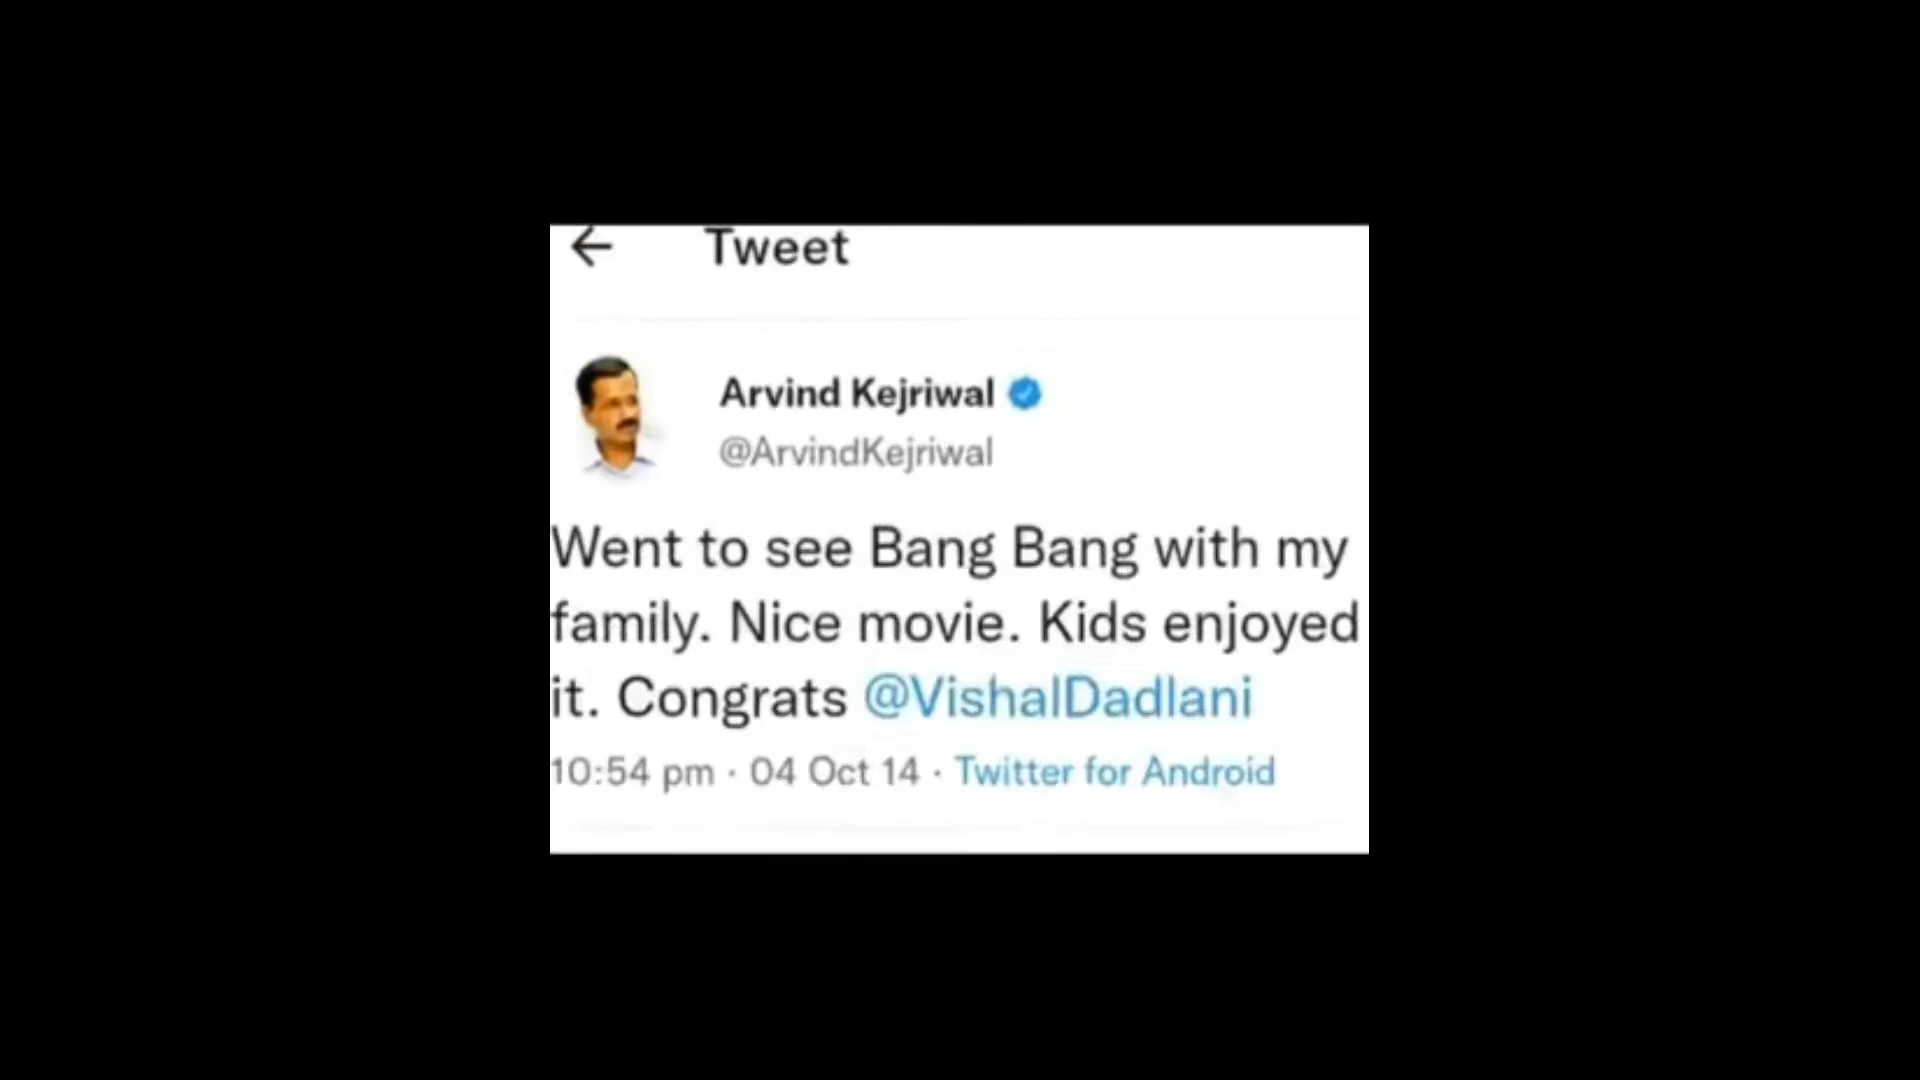 Tweet
Arvind Kejriwal
@ArvindKejriwal
Went to see Bang Bang with my
family. Nice movie. Kids enjoyed
it. Congrats @VishalDadlani
10:54 pm · 04 Oct 14 · Twitter for Android